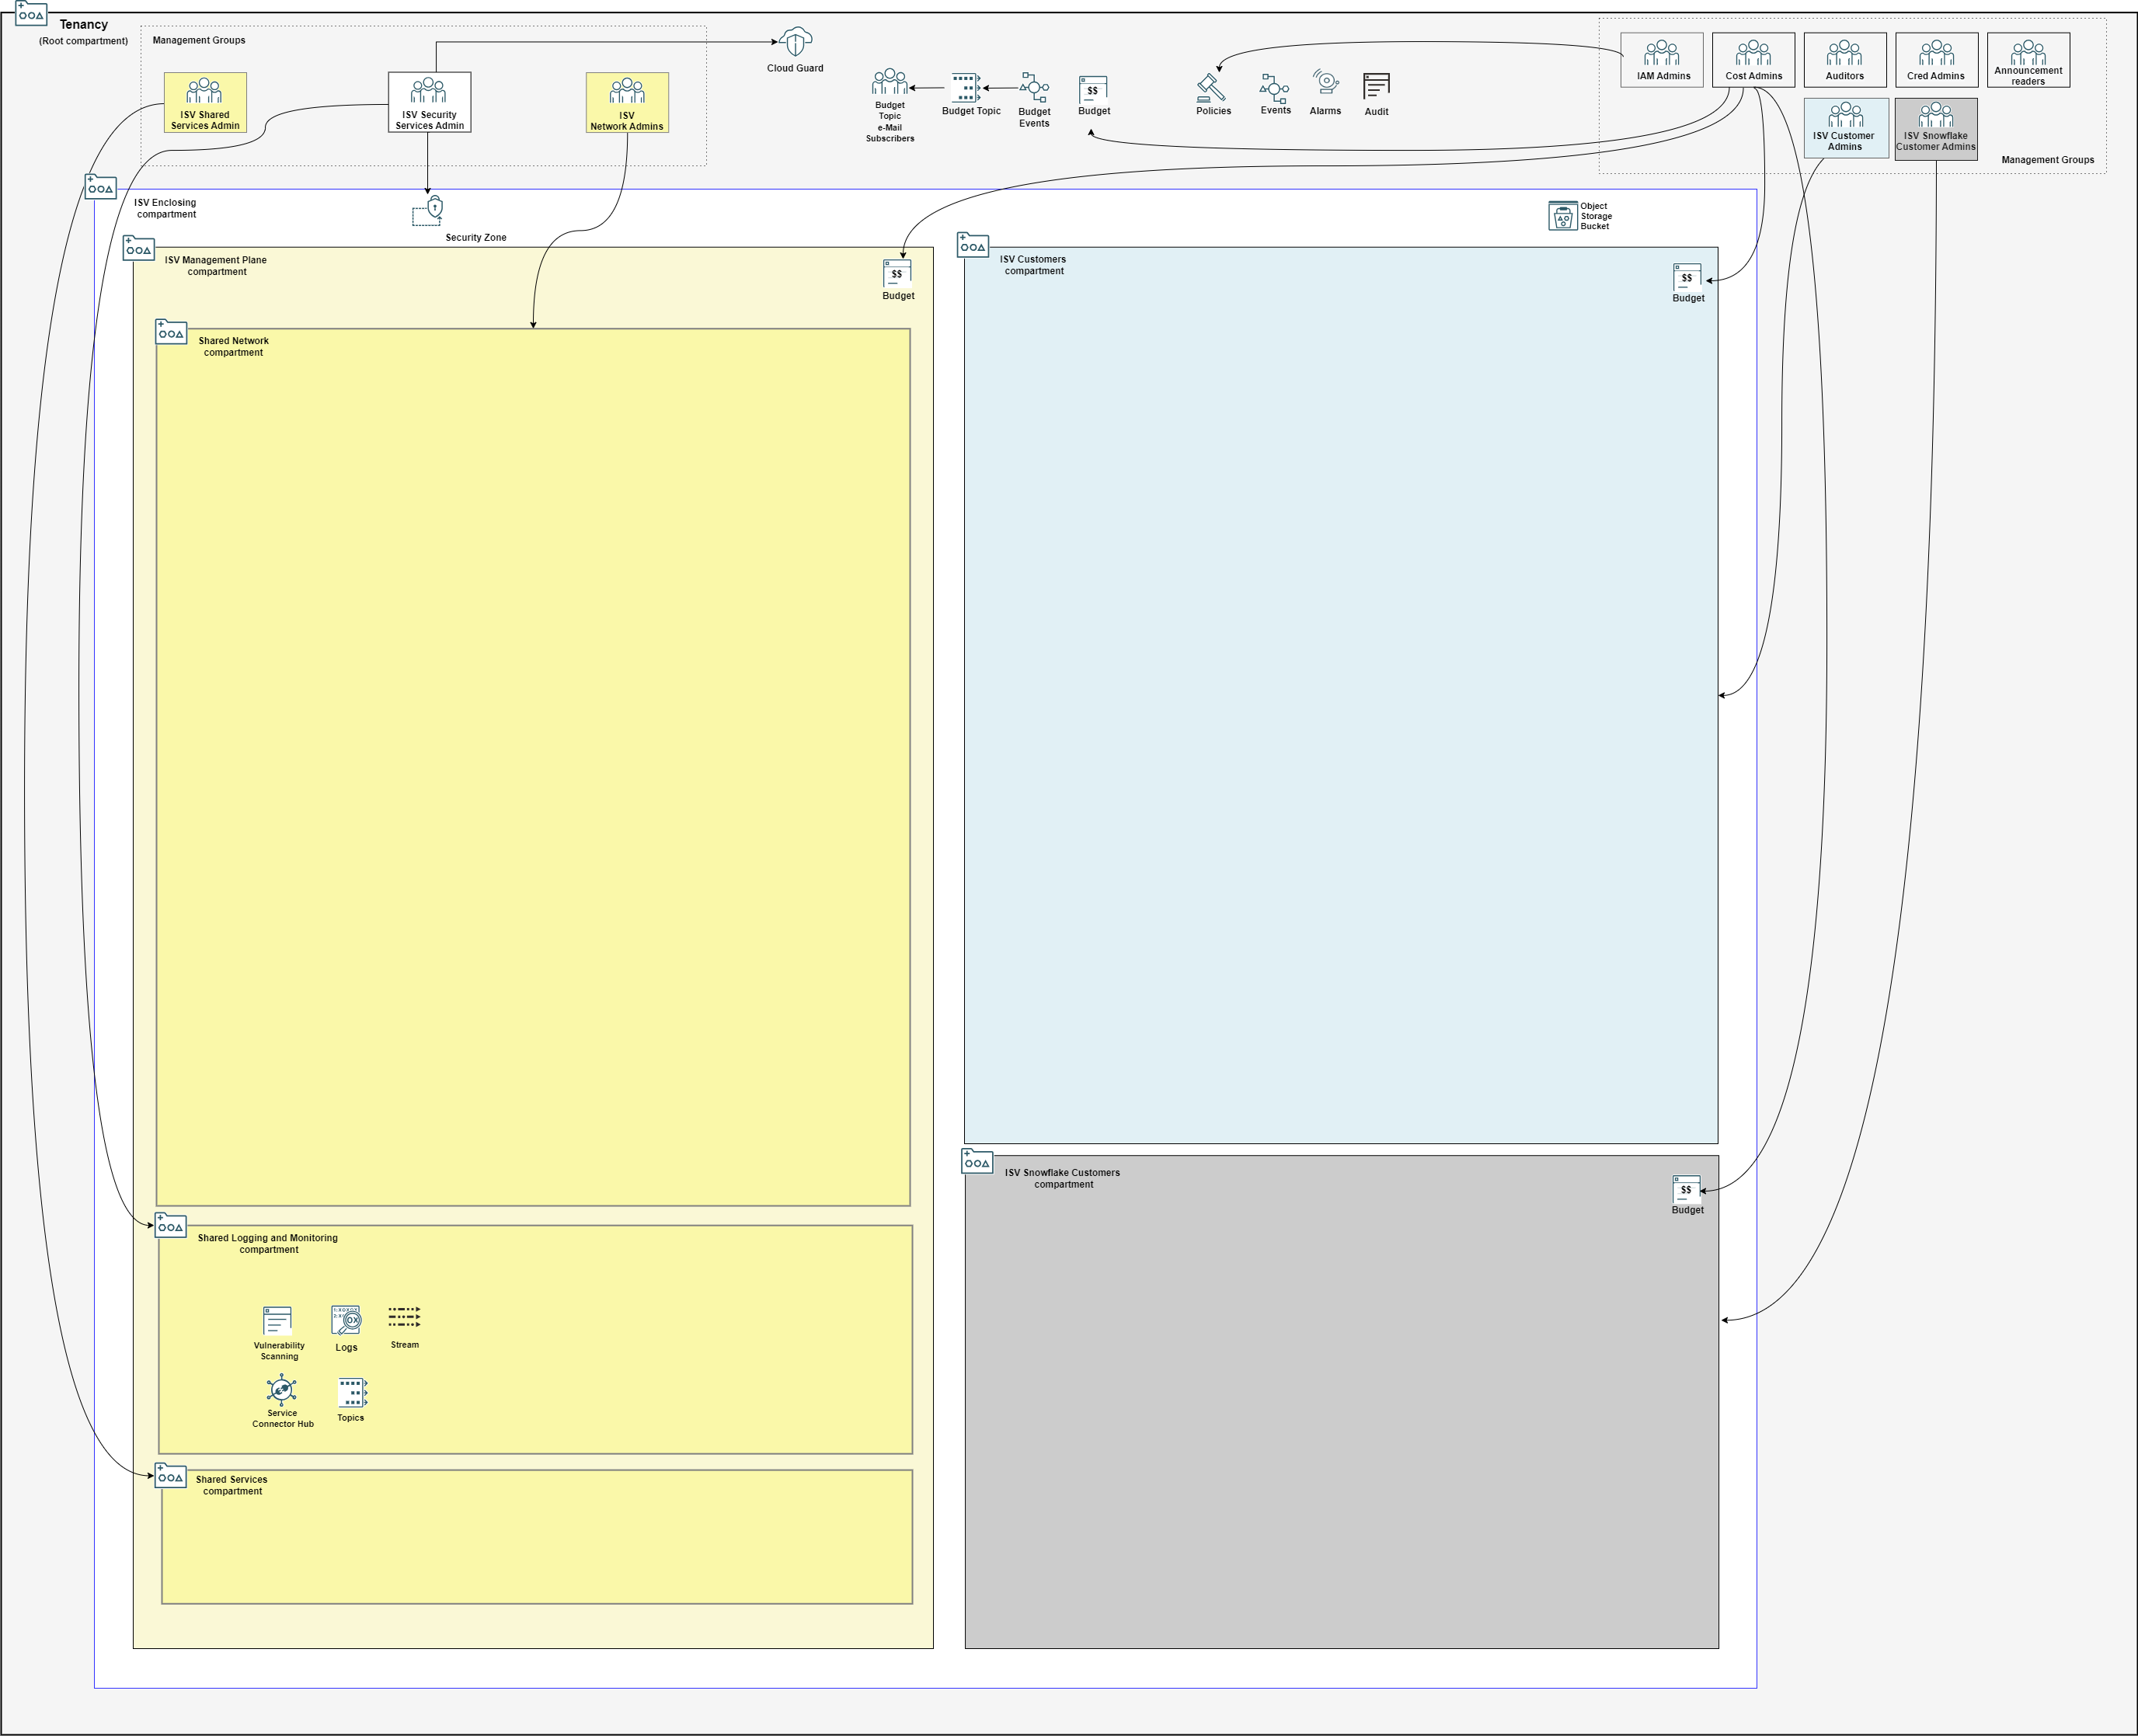 Tenancy
(Root compartment)
Management Groups
ISV Shared
Services Admin
ISV Security
Services Admin
ISV
Network Admins
Cloud Guard
Budget
Topic
e-Mail
Subscribers
Budget Topic
Budget
Events
$$
Budget
Policies
Events
Alarms
Audit
IAM Admins
Cost Admins
Auditors
Cred Admins
Announcement
readers
ISV Customer
Admins
ISV Snowflake
Customer Admins
Management Groups
ISV Enclosing
compartment
Security Zone
Object
Storage
Bucket
ISV Management Plane
compartment
$$
Budget
ISV Customers
compartment
$$
Budget
Shared Network
compartment
ISV Snowflake Customers
compartment
$$
Budget
Shared Logging and Monitoring
compartment
Vulnerability
Scanning
Logs
Stream
Service
Connector Hub
Topics
Shared Services
compartment